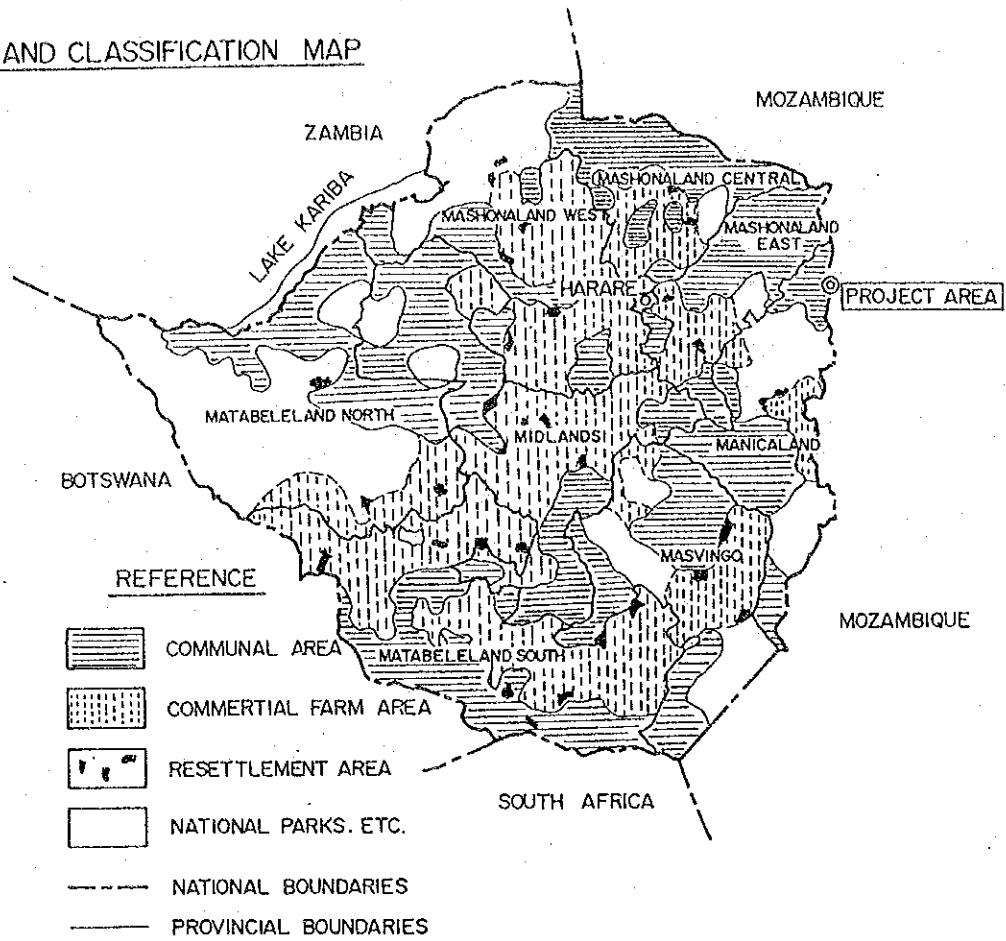 AND CLASSIFICATION MAP
MOZAMBIQUE
ZAMBIA
LAKE KARIBA
MASHONALAND CENTRAL
MASHONALAND WEST
MASHONALAND
EAST
HARARE
PROJECT AREA
MATABELELAND NORTH
MIDLANDS
MANICALAND
BOTSWANA
MASVINGO
REFERENCE
MOZAMBIQUE
COMMUNAL AREA
MATABELELAND SOUTH
COMMERTIAL FARM AREA
RESETTLEMENT AREA
SOUTH AFRICA
NATIONAL PARKS. ETC.
NATIONAL BOUNDARIES
PROVINCIAL BOUNDARIES